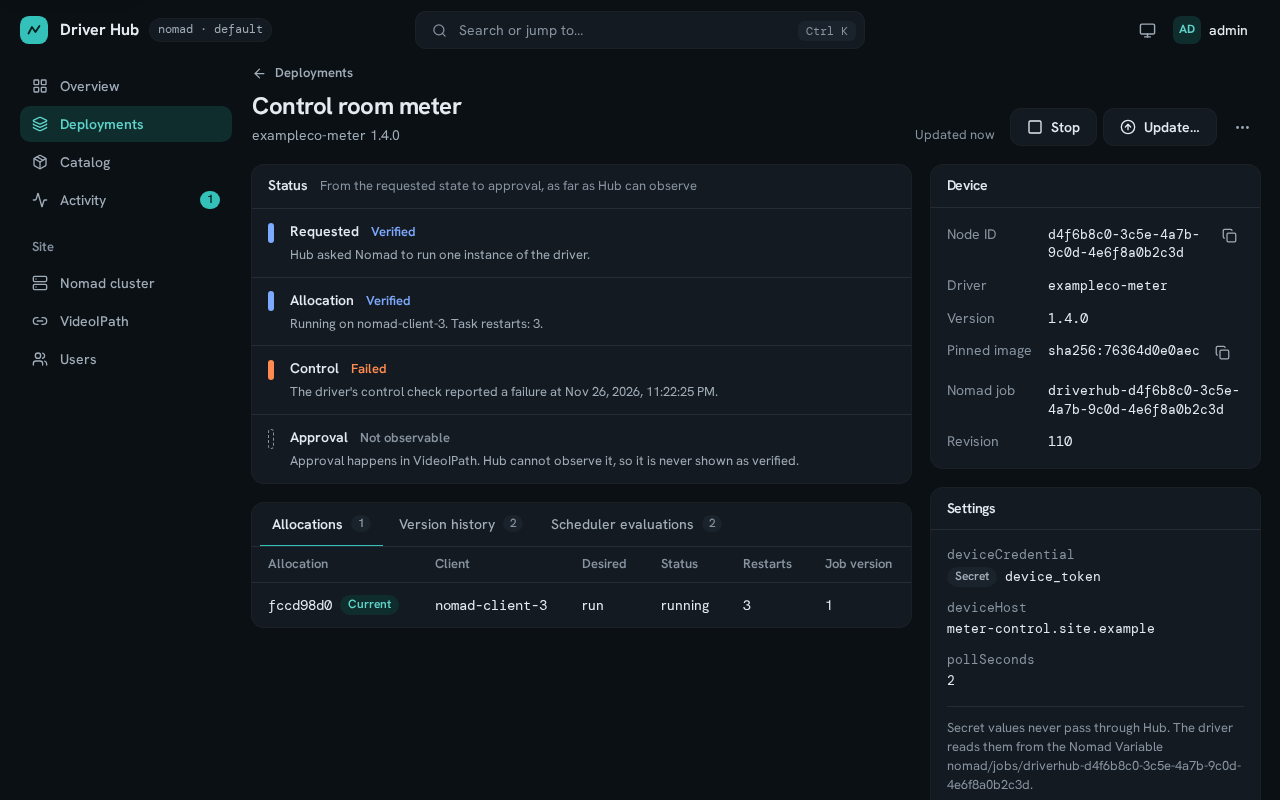 Driver Hub
nomad · default
Search or jump to...
Ctrl K
AD
admin
Overview
Deployments
Catalog
Activity
1
Site
Nomad cluster
VideoIPath
Users
Deployments
Control room meter
exampleco-meter 1.4.0
Updated now
Stop
Update...
Status From the requested state to approval, as far as Hub can observe
Requested Verified
Hub asked Nomad to run one instance of the driver.
Allocation Verified
Running on nomad-client-3. Task restarts: 3.
Control Failed
The driver's control check reported a failure at Nov 26, 2026, 11:22:25 PM.
Approval Not observable
Approval happens in VideoIPath. Hub cannot observe it, so it is never shown as verified.
Allocations 1 Version history 2 Scheduler evaluations 2
Allocation Client Desired Status Restarts Job version
fccd98d0 Current nomad-client-3 run running 3 1
Device
Node ID d4f6b8c0-3c5e-4a7b-
9c0d-4e6f8a0b2c3d
Driver exampleco-meter
Version 1.4.0
Pinned image sha256:76364d0e0aec
Nomad job driverhub-d4f6b8c0-3c5e-
4a7b-9c0d-4e6f8a0b2c3d
Revision 110
Settings
deviceCredential
Secret device_token
deviceHost
meter-control.site.example
pollSeconds
2
Secret values never pass through Hub. The driver
reads them from the Nomad Variable
nomad/jobs/driverhub-d4f6b8c0-3c5e-4a7b-9c0d-
4e6f8a0b2c3d.